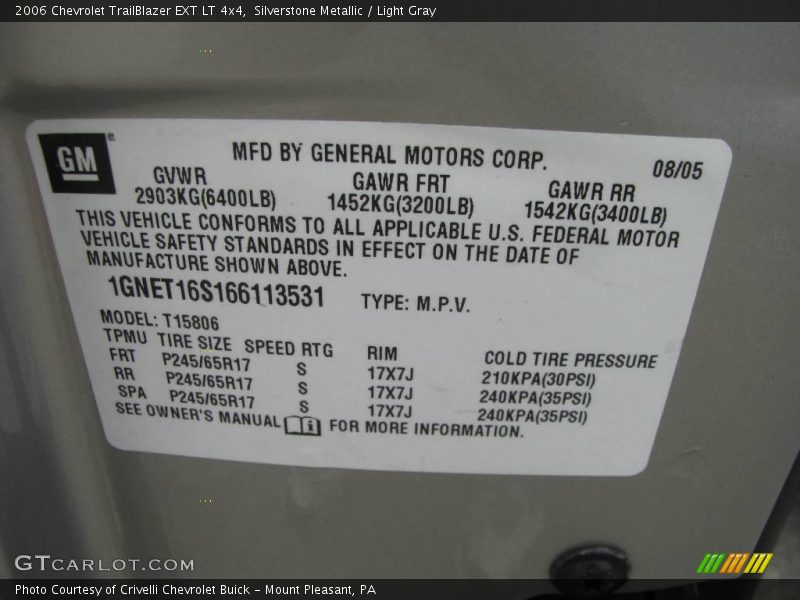 2006 Chevrolet TrailBlazer EXT LT 4x4,  Silverstone Metallic / Light Gray
GM®
MFD BY GENERAL MOTORS CORP.
08/05
GVWR GAWR FRT GAWR RR
2903KG(6400LB) 1452KG(3200LB) 1542KG(3400LB)
THIS VEHICLE CONFORMS TO ALL APPLICABLE U.S. FEDERAL MOTOR
VEHICLE SAFETY STANDARDS IN EFFECT ON THE DATE OF
MANUFACTURE SHOWN ABOVE.
1GNET16S166113531 TYPE: M.P.V.
MODEL: T15806
TPMU TIRE SIZE SPEED RTG RIM COLD TIRE PRESSURE
FRT P245/65R17 S 17X7J 210KPA(30PSI)
RR P245/65R17 S 17X7J 240KPA(35PSI)
SPA P245/65R17 S 17X7J 240KPA(35PSI)
SEE OWNER'S MANUAL i FOR MORE INFORMATION.
GTCARLOT.COM
Photo Courtesy of Crivelli Chevrolet Buick - Mount Pleasant, PA